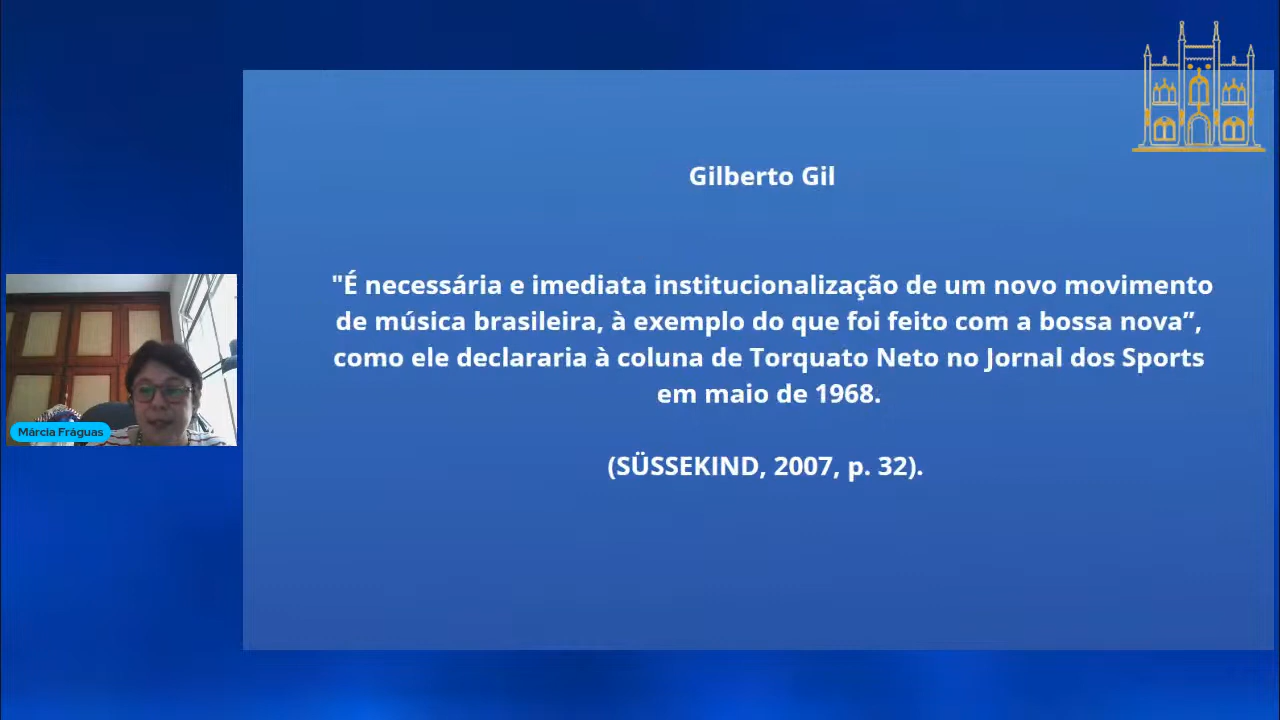 Gilberto Gil
"É necessária e imediata institucionalização de um novo movimento
de música brasileira, à exemplo do que foi feito com a bossa nova”,
como ele declararia à coluna de Torquato Neto no Jornal dos Sports
em maio de 1968.
(SÜSSEKIND, 2007, p. 32).
Márcia Fráguas